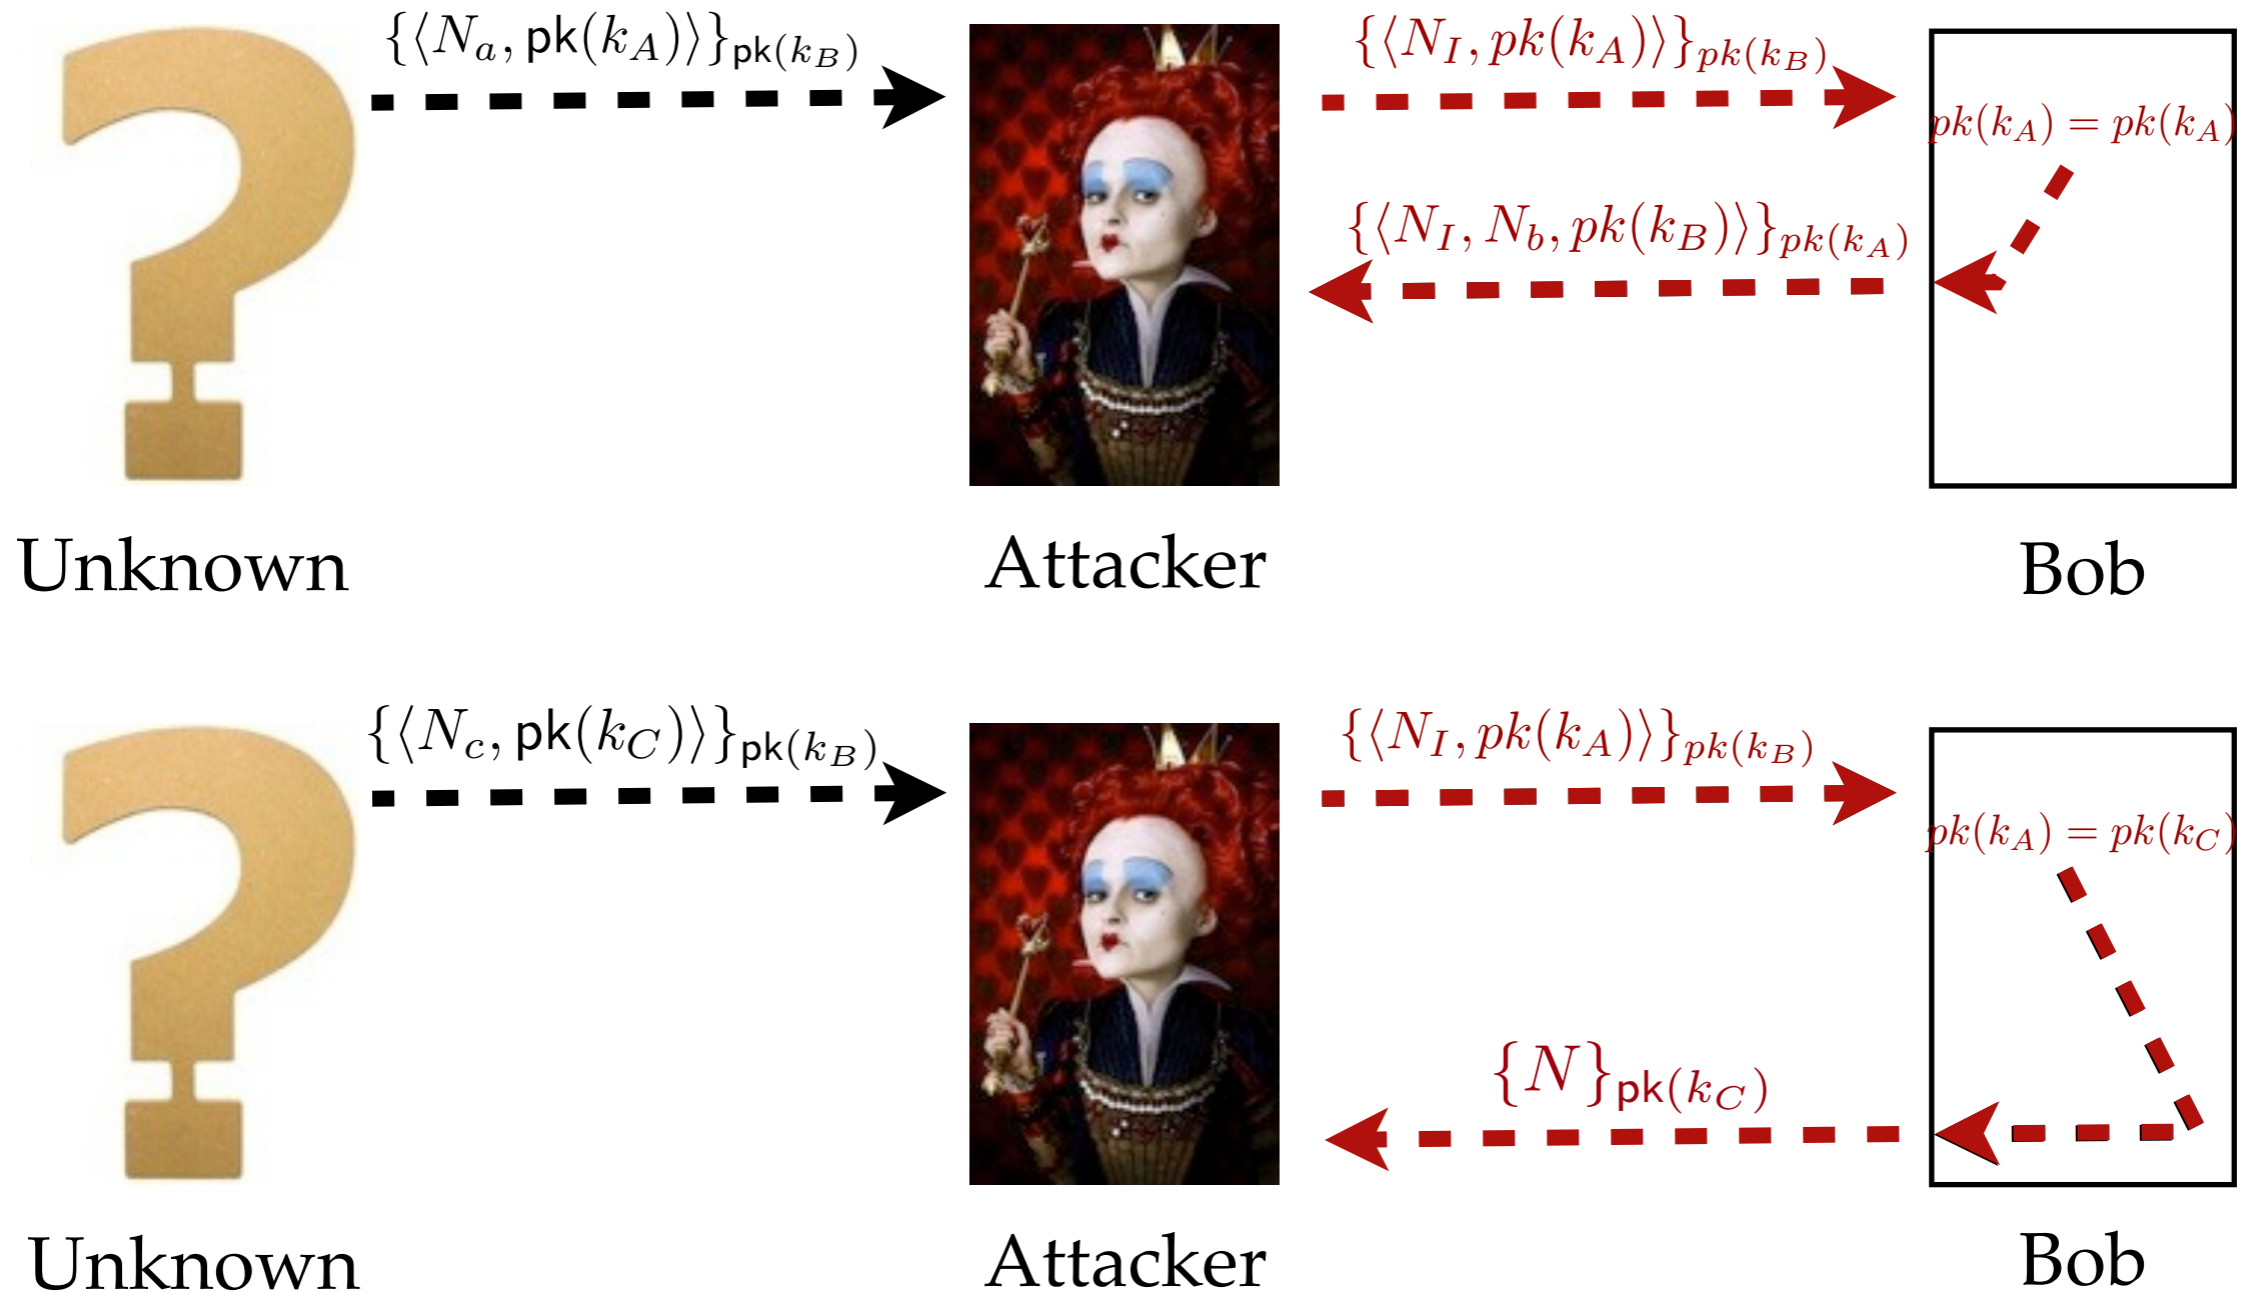 {⟨N_a, pk(k_A)⟩}_pk(k_B)
{⟨N_I, pk(k_A)⟩}_pk(k_B)
pk(k_A) = pk(k_A)
{⟨N_I, N_b, pk(k_B)⟩}_pk(k_A)
Unknown
Attacker
Bob
{⟨N_c, pk(k_C)⟩}_pk(k_B)
{⟨N_I, pk(k_A)⟩}_pk(k_B)
pk(k_A) = pk(k_C)
{N}_pk(k_C)
Unknown
Attacker
Bob